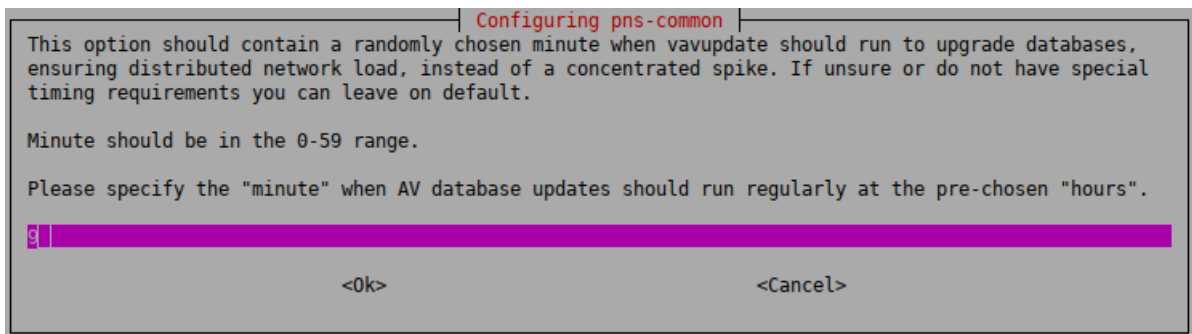 Configuring pns-common
This option should contain a randomly chosen minute when vavupdate should run to upgrade databases,
ensuring distributed network load, instead of a concentrated spike. If unsure or do not have special
timing requirements you can leave on default.
Minute should be in the 0-59 range.
Please specify the "minute" when AV database updates should run regularly at the pre-chosen "hours".
9
<Ok> <Cancel>